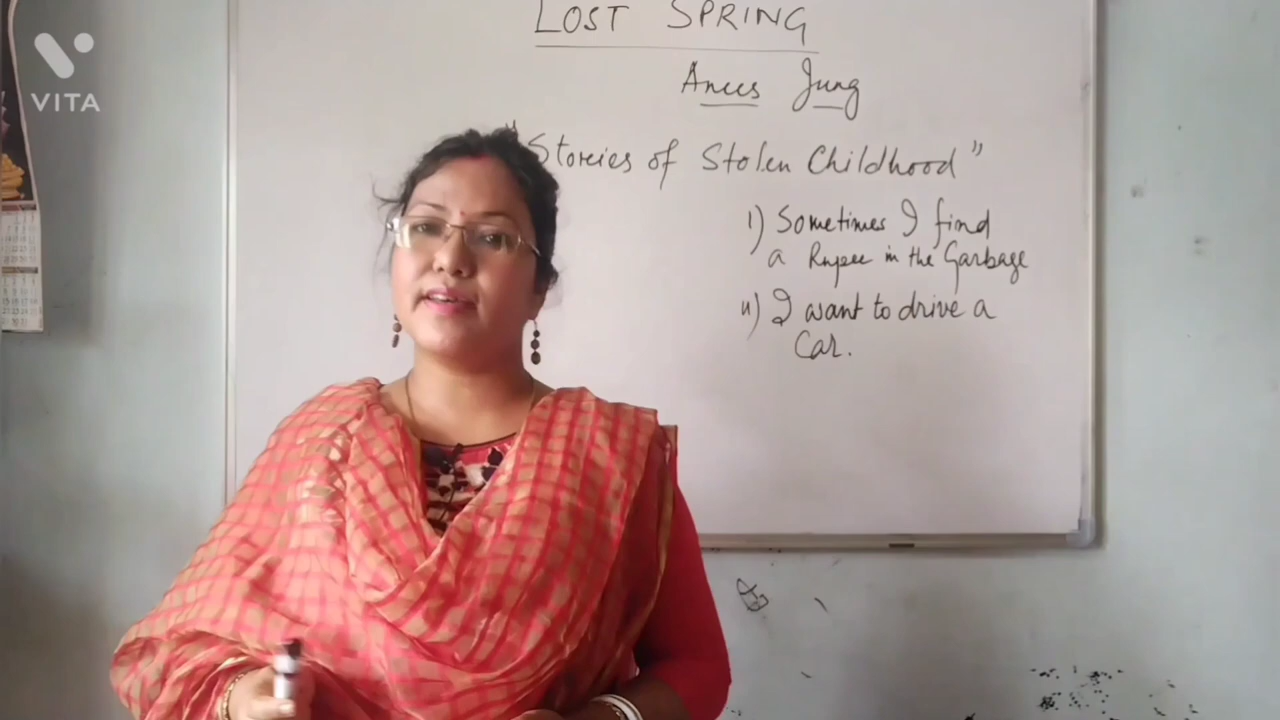 VITA
LOST SPRING
Anees Jung
"Stories of Stolen Childhood"
I) Sometimes I find
a Rupee in the Garbage
II) I want to drive a
Car.